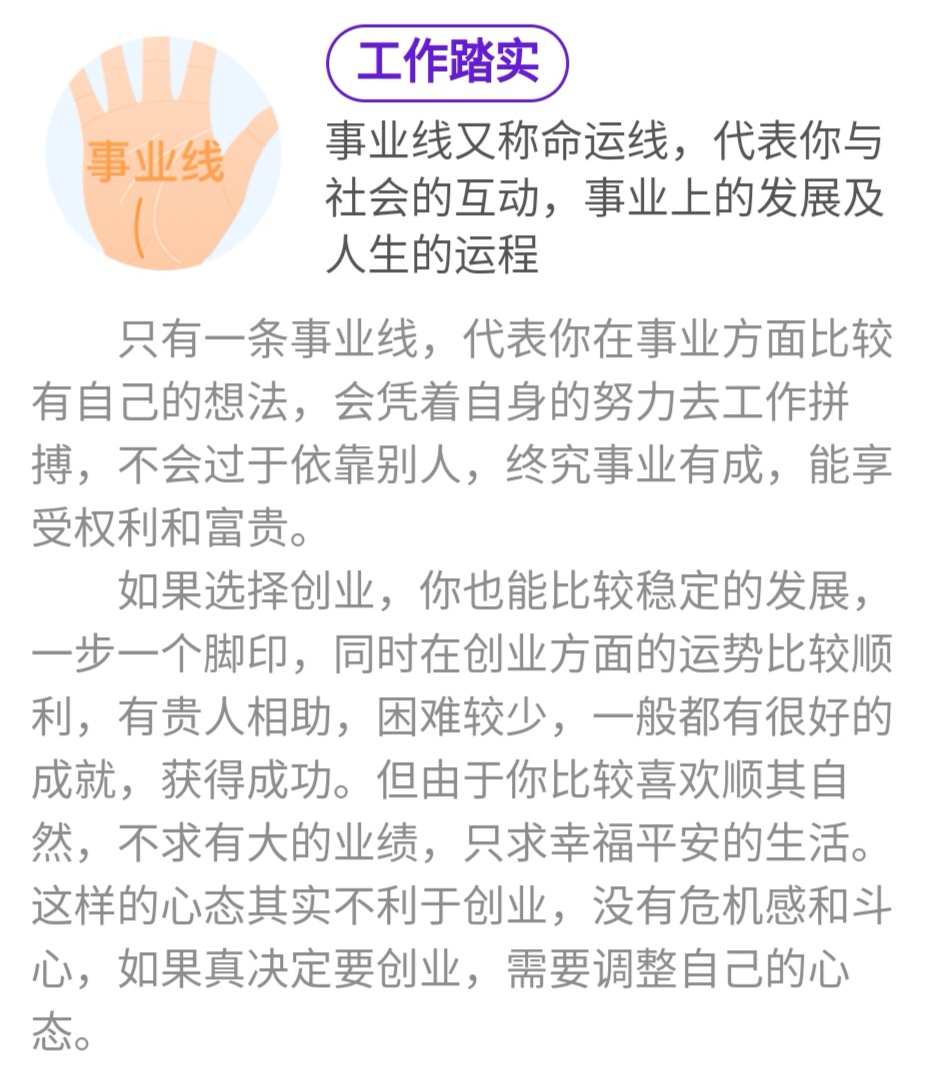 工作踏实
事业线
事业线又称命运线，代表你与
社会的互动，事业上的发展及
人生的运程
只有一条事业线，代表你在事业方面比较
有自己的想法，会凭着自身的努力去工作拼
搏，不会过于依靠别人，终究事业有成，能享
受权利和富贵。
如果选择创业，你也能比较稳定的发展，
一步一个脚印，同时在创业方面的运势比较顺
利，有贵人相助，困难较少，一般都有很好的
成就，获得成功。但由于你比较喜欢顺其自
然，不求有大的业绩，只求幸福平安的生活。
这样的心态其实不利于创业，没有危机感和斗
心，如果真决定要创业，需要调整自己的心
态。